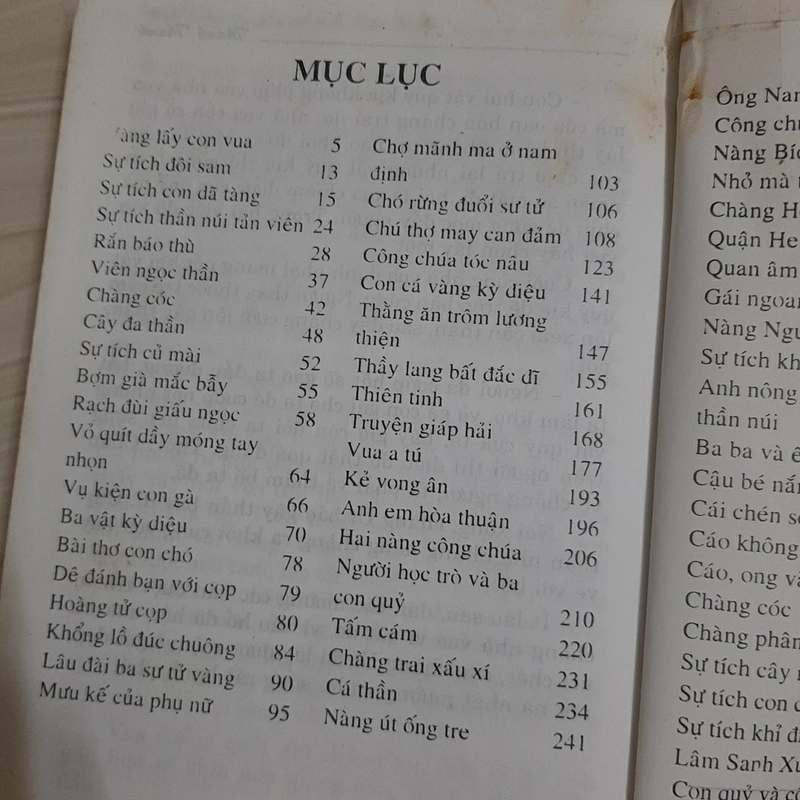 MỤC LỤC
lấy con vua 5
Sự tích đôi sam 13
Sự tích con dã tàng 15
Sự tích thần núi tản viên 24
Rắn báo thù 28
Viên ngọc thần 37
Chàng cóc 42
Cây đa thần 48
Sự tích củ mài 52
Bợm già mắc bẫy 55
Rạch đùi giấu ngọc 58
Vỏ quít dầy móng tay
nhọn 64
Vụ kiện con gà 66
Ba vật kỳ diệu 70
Bài thơ con chó 78
Dê đánh bạn với cọp 79
Hoàng tử cọp 80
Khổng lồ đúc chuông 84
Lâu đài ba sư tử vàng 90
Mưu kế của phụ nữ 95
Chợ mãnh ma ở nam
định 103
Chó rừng đuổi sư tử 106
Chú thợ may can đảm 108
Công chúa tóc nâu 123
Con cá vàng kỳ diệu 141
Thằng ăn trộm lương
thiện 147
Thầy lang bất đắc dĩ 155
Thiên tinh 161
Truyện giáp hải 168
Vua a tú 177
Kẻ vong ân 193
Anh em hòa thuận 196
Hai nàng công chúa 206
Người học trò và ba
con quỷ 210
Tấm cám 220
Chàng trai xấu xí 231
Cá thần 234
Nàng út ống tre 241
Ông
Công
Nàng
Nhỏ mà
Chàng
Quận He
Quan âm
Gái
Nàng
Sự tích
Anh nông
thần núi
Ba ba và
Cậu bé
Cái chén
Cáo không
Cáo, ong
Chàng cóc
Chàng
Sự tích cây
Sự tích con
Sự tích khỉ
Lâm Sanh
Con quỷ và